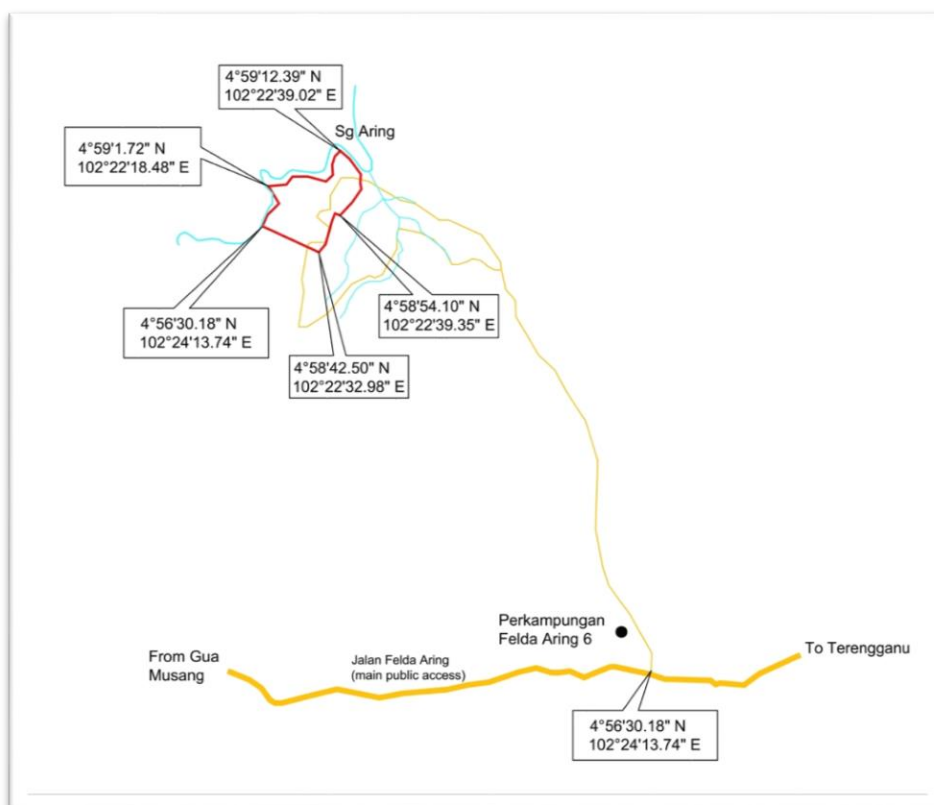 4°59'12.39" N
102°22'39.02" E
Sg Aring
4°59'1.72" N
102°22'18.48" E
4°56'30.18" N
102°24'13.74" E
4°58'54.10" N
102°22'39.35" E
4°58'42.50" N
102°22'32.98" E
Perkampungan
Felda Aring 6
From Gua
Musang
Jalan Felda Aring
(main public access)
To Terengganu
4°56'30.18" N
102°24'13.74" E